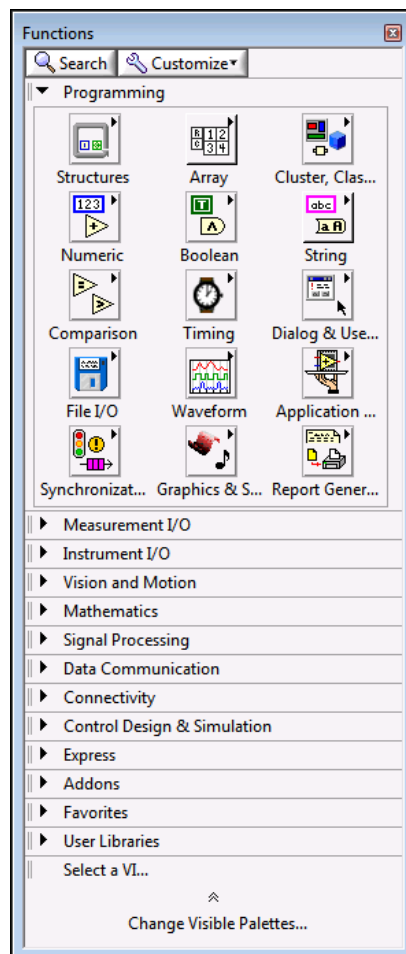 Functions
Search Customize
Programming
Structures Array Cluster, Clas...
Numeric Boolean String
Comparison Timing Dialog & Use...
File I/O Waveform Application ...
Synchronizat... Graphics & S... Report Gener...
Measurement I/O
Instrument I/O
Vision and Motion
Mathematics
Signal Processing
Data Communication
Connectivity
Control Design & Simulation
Express
Addons
Favorites
User Libraries
Select a VI...
Change Visible Palettes...